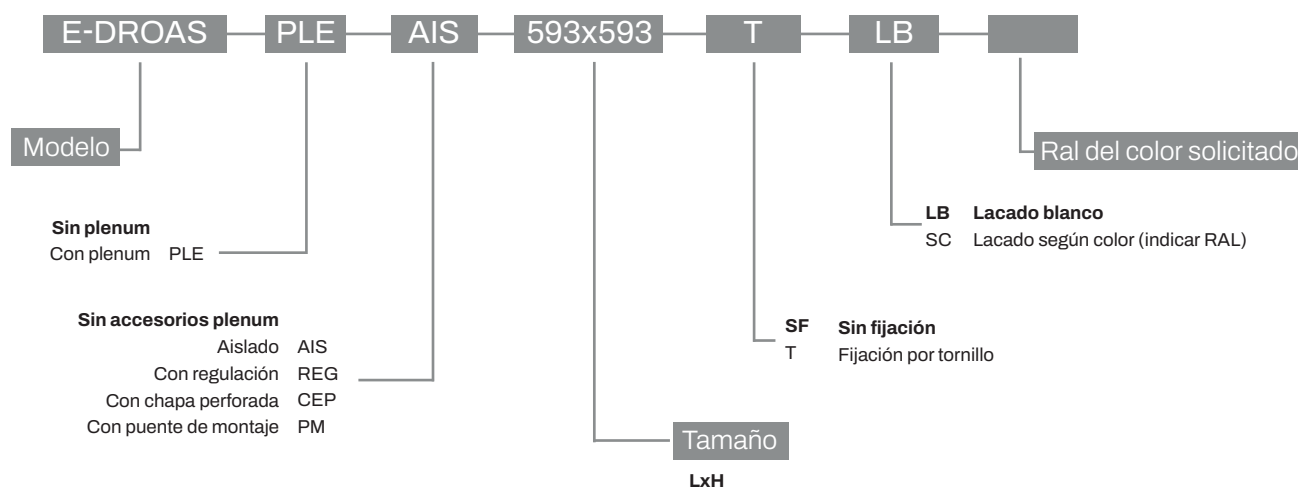 E-DROAS PLE AIS 593x593 T LB
Modelo
Ral del color solicitado
Sin plenum
Con plenum PLE
LB Lacado blanco
SC Lacado según color (indicar RAL)
Sin accesorios plenum
Aislado AIS
Con regulación REG
Con chapa perforada CEP
Con puente de montaje PM
SF Sin fijación
T Fijación por tornillo
Tamaño
LxH